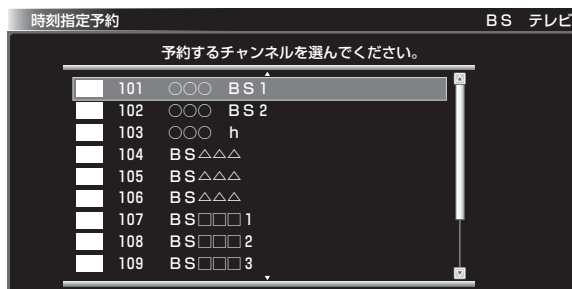 時刻指定予約 BS テレビ
予約するチャンネルを選んでください。
101 ○○○ BS1
102 ○○○ BS2
103 ○○○ h
104 BS△△△
105 BS△△△
106 BS△△△
107 BS□□□1
108 BS□□□2
109 BS□□□3